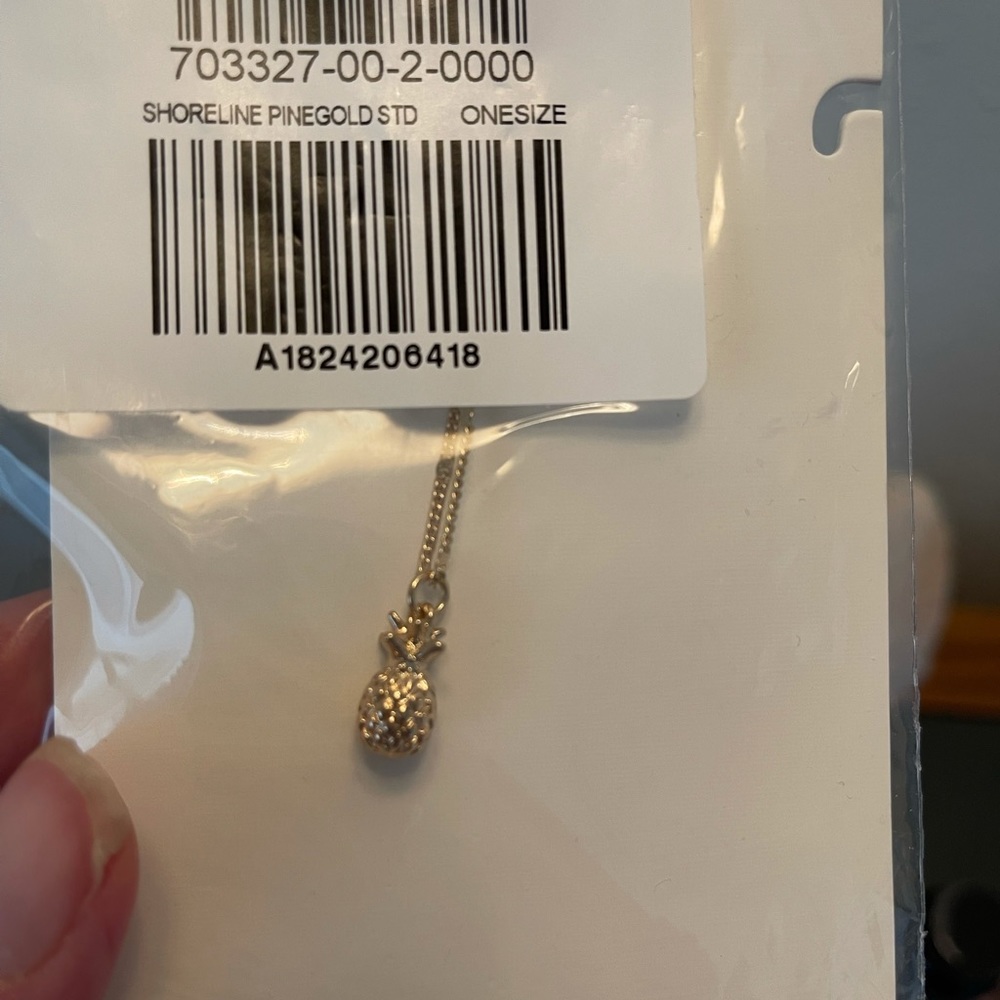 703327-00-2-0000
SHORELINE PINEGOLD STD ONESIZE
A1824206418